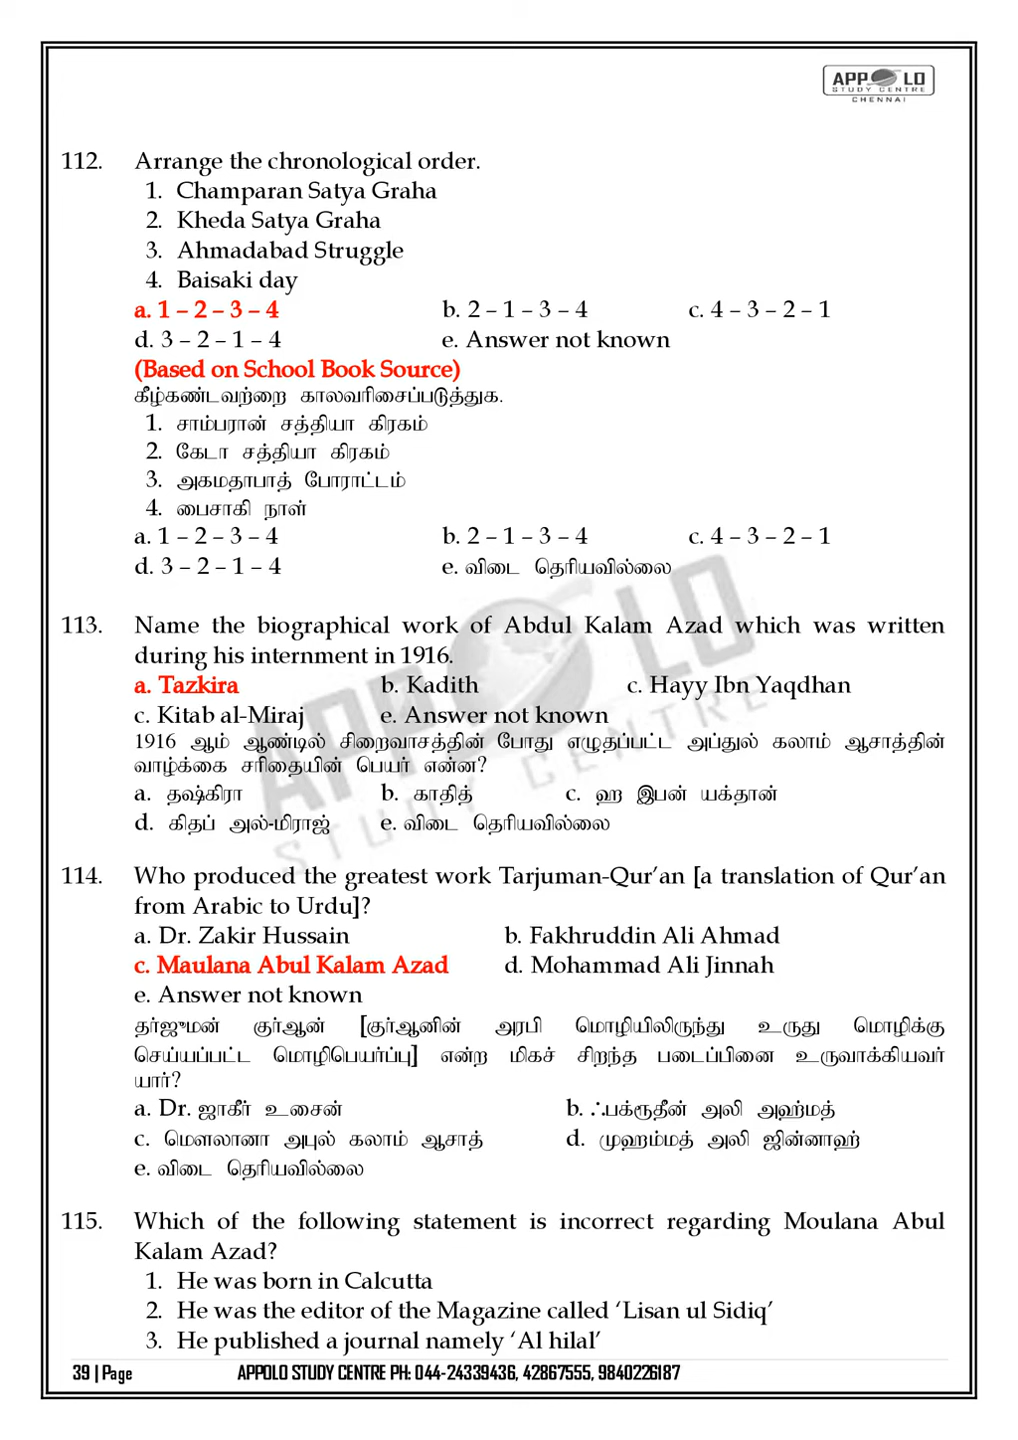 APPOLO
STUDY CENTRE
CHENNAI
112. Arrange the chronological order.
1. Champaran Satya Graha
2. Kheda Satya Graha
3. Ahmadabad Struggle
4. Baisaki day
a. 1 – 2 – 3 – 4 b. 2 – 1 – 3 – 4 c. 4 – 3 – 2 – 1
d. 3 – 2 – 1 – 4 e. Answer not known
(Based on School Book Source)
கீழ்கண்டவற்றை காலவரிசைப்படுத்துக.
1. சாம்பரான் சத்தியா கிரகம்
2. கேடா சத்தியா கிரகம்
3. அகமதாபாத் போராட்டம்
4. பைசாகி நாள்
a. 1 – 2 – 3 – 4 b. 2 – 1 – 3 – 4 c. 4 – 3 – 2 – 1
d. 3 – 2 – 1 – 4 e. விடை தெரியவில்லை
113. Name the biographical work of Abdul Kalam Azad which was written
during his internment in 1916.
a. Tazkira b. Kadith c. Hayy Ibn Yaqdhan
c. Kitab al-Miraj e. Answer not known
1916 ஆம் ஆண்டில் சிறைவாசத்தின் போது எழுதப்பட்ட அப்துல் கலாம் ஆசாத்தின்
வாழ்க்கை சரிதையின் பெயர் என்ன?
a. தஷ்கிரா b. காதித் c. ஹ இபன் யக்தான்
d. கிதப் அல்-மிராஜ் e. விடை தெரியவில்லை
114. Who produced the greatest work Tarjuman-Qur’an [a translation of Qur’an
from Arabic to Urdu]?
a. Dr. Zakir Hussain b. Fakhruddin Ali Ahmad
c. Maulana Abul Kalam Azad d. Mohammad Ali Jinnah
e. Answer not known
தர்ஜுமன் குர்ஆன் [குர்ஆனின் அரபி மொழியிலிருந்து உருது மொழிக்கு
செய்யப்பட்ட மொழிபெயர்ப்பு] என்ற மிகச் சிறந்த படைப்பினை உருவாக்கியவர்
யார்?
a. Dr. ஜாகீர் உசைன் b. ஃபக்ரூதீன் அலி அஹ்மத்
c. மௌலானா அபுல் கலாம் ஆசாத் d. முஹம்மத் அலி ஜின்னாஹ்
e. விடை தெரியவில்லை
115. Which of the following statement is incorrect regarding Moulana Abul
Kalam Azad?
1. He was born in Calcutta
2. He was the editor of the Magazine called ‘Lisan ul Sidiq’
3. He published a journal namely ‘Al hilal’
39 | Page APPOLO STUDY CENTRE PH: 044-24339436, 42867555, 9840226187
APPOLO
STUDY CENTRE